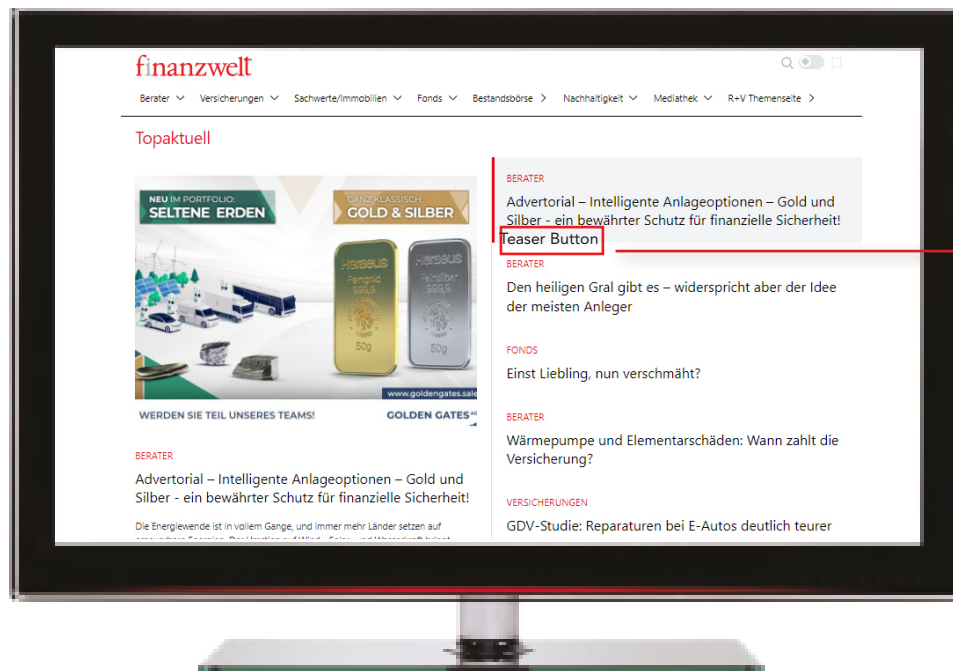 finanzwelt
Berater Versicherungen Sachwerte/Immobilien Fonds Bestandsbörse Nachhaltigkeit Mediathek R+V Themenseite
Topaktuell
NEU IM PORTFOLIO:
SELTENE ERDEN
GANZ KLASSISCH
GOLD & SILBER
Heraeus
Feingold
999,9
50g
Heraeus
Feinsilber
999,9
50g
www.goldengates.sale
WERDEN SIE TEIL UNSERES TEAMS!
GOLDEN GATES AG
BERATER
Advertorial – Intelligente Anlageoptionen – Gold und
Silber - ein bewährter Schutz für finanzielle Sicherheit!
Die Energiewende ist in vollem Gange, und immer mehr Länder setzen auf
BERATER
Advertorial – Intelligente Anlageoptionen – Gold und
Silber - ein bewährter Schutz für finanzielle Sicherheit!
Teaser Button
BERATER
Den heiligen Gral gibt es – widerspricht aber der Idee
der meisten Anleger
FONDS
Einst Liebling, nun verschmäht?
BERATER
Wärmepumpe und Elementarschäden: Wann zahlt die
Versicherung?
VERSICHERUNGEN
GDV-Studie: Reparaturen bei E-Autos deutlich teurer